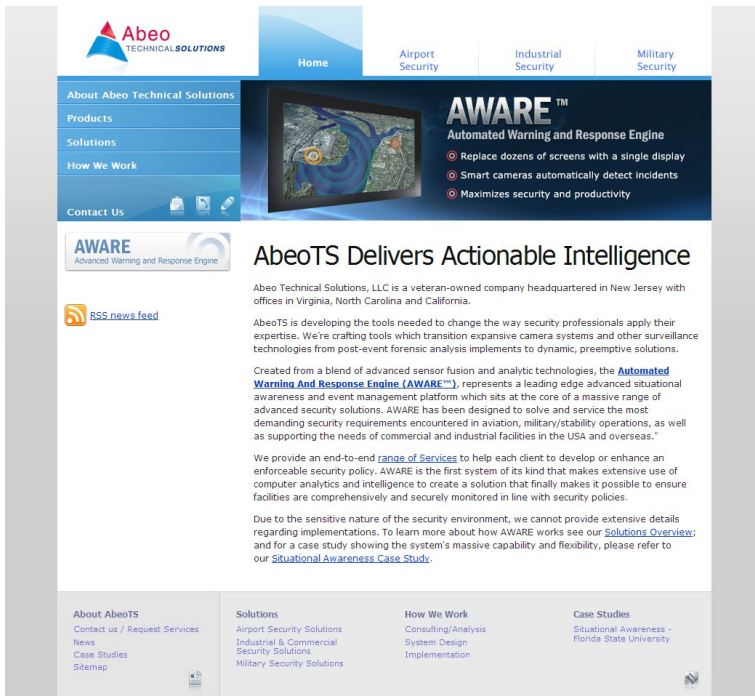 Abeo
TECHNICALSOLUTIONS
Home
Airport
Security
Industrial
Security
Military
Security
About Abeo Technical Solutions
Products
Solutions
How We Work
Contact Us
AWARE ™
Automated Warning and Response Engine
Replace dozens of screens with a single display
Smart cameras automatically detect incidents
Maximizes security and productivity
AWARE
Advanced Warning and Response Engine
RSS news feed
AbeoTS Delivers Actionable Intelligence
Abeo Technical Solutions, LLC is a veteran-owned company headquartered in New Jersey with
offices in Virginia, North Carolina and California.
AbeoTS is developing the tools needed to change the way security professionals apply their
expertise. We're crafting tools which transition expansive camera systems and other surveillance
technologies from post-event forensic analysis implements to dynamic, preemptive solutions.
Created from a blend of advanced sensor fusion and analytic technologies, the Automated
Warning And Response Engine (AWARE™), represents a leading edge advanced situational
awareness and event management platform which sits at the core of a massive range of
advanced security solutions. AWARE has been designed to solve and service the most
demanding security requirements encountered in aviation, military/stability operations, as well
as supporting the needs of commercial and industrial facilities in the USA and overseas."
We provide an end-to-end range of Services to help each client to develop or enhance an
enforceable security policy. AWARE is the first system of its kind that makes extensive use of
computer analytics and intelligence to create a solution that finally makes it possible to ensure
facilities are comprehensively and securely monitored in line with security policies.
Due to the sensitive nature of the security environment, we cannot provide extensive details
regarding implementations. To learn more about how AWARE works see our Solutions Overview;
and for a case study showing the system's massive capability and flexibility, please refer to
our Situational Awareness Case Study.
About AbeoTS
Contact us / Request Services
News
Case Studies
Sitemap
Solutions
Airport Security Solutions
Industrial & Commercial
Security Solutions
Military Security Solutions
How We Work
Consulting/Analysis
System Design
Implementation
Case Studies
Situational Awareness -
Florida State University